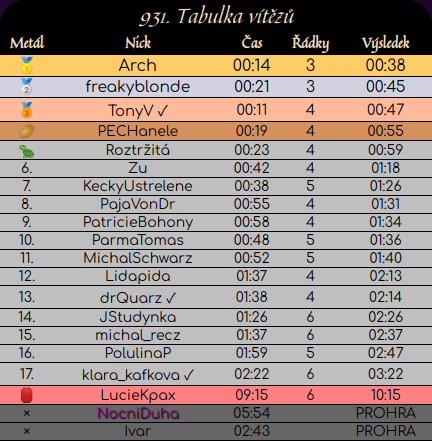 931. Tabulka vítězů
Metál Nick Čas Řádky Výsledek
1 Arch 00:14 3 00:38
2 freakyblonde 00:21 3 00:45
3 TonyV ✓ 00:11 4 00:47
PECHanele 00:19 4 00:55
Roztržitá 00:23 4 00:59
6. Zu 00:42 4 01:18
7. KeckyUstrelene 00:38 5 01:26
8. PajaVonDr 00:55 4 01:31
9. PatricieBohony 00:58 4 01:34
10. ParmaTomas 00:48 5 01:36
11. MichalSchwarz 00:52 5 01:40
12. Lidapida 01:37 4 02:13
13. drQuarz ✓ 01:38 4 02:14
14. JStudynka 01:26 6 02:26
15. michal_recz 01:37 6 02:37
16. PolulinaP 01:59 5 02:47
17. klara_kafkova ✓ 02:22 6 03:22
LucieKpax 09:15 6 10:15
× NocniDuha 05:54 PROHRA
× Ivar 02:43 PROHRA